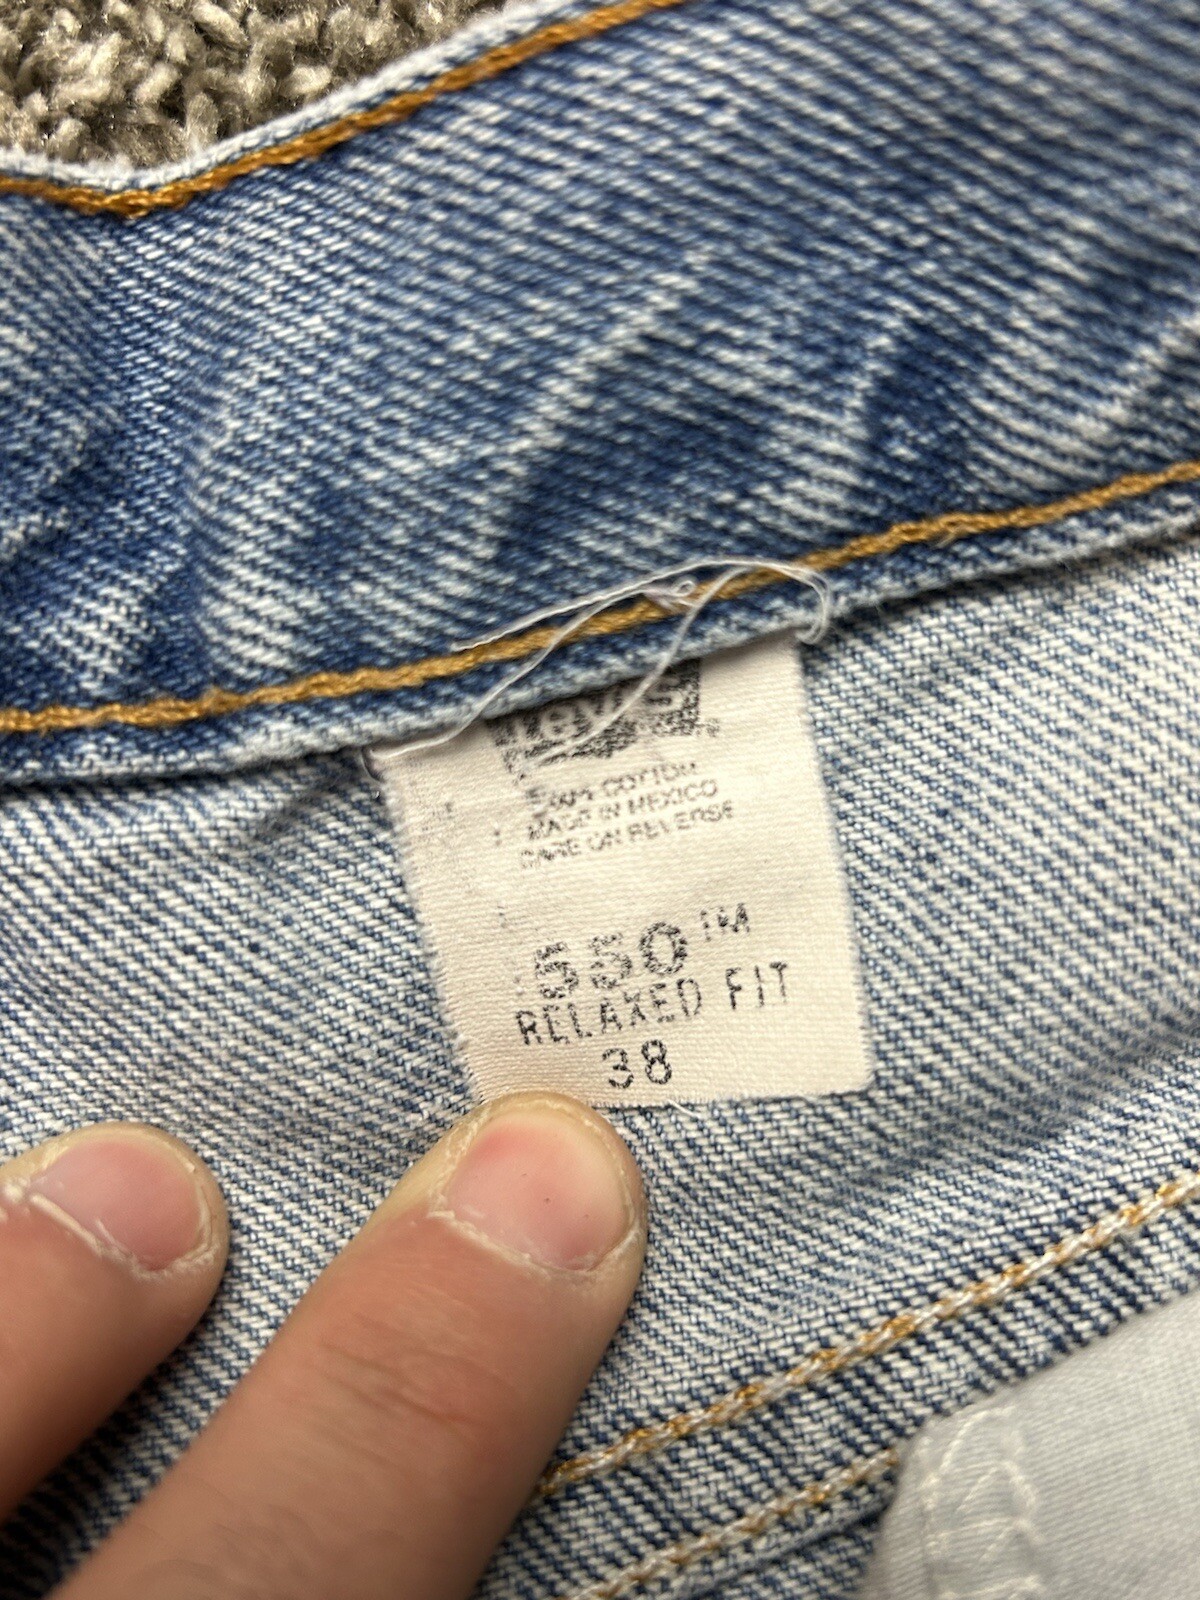 Levi's
100% COTTON
MADE IN MEXICO
CARE ON REVERSE
550™
RELAXED FIT
38